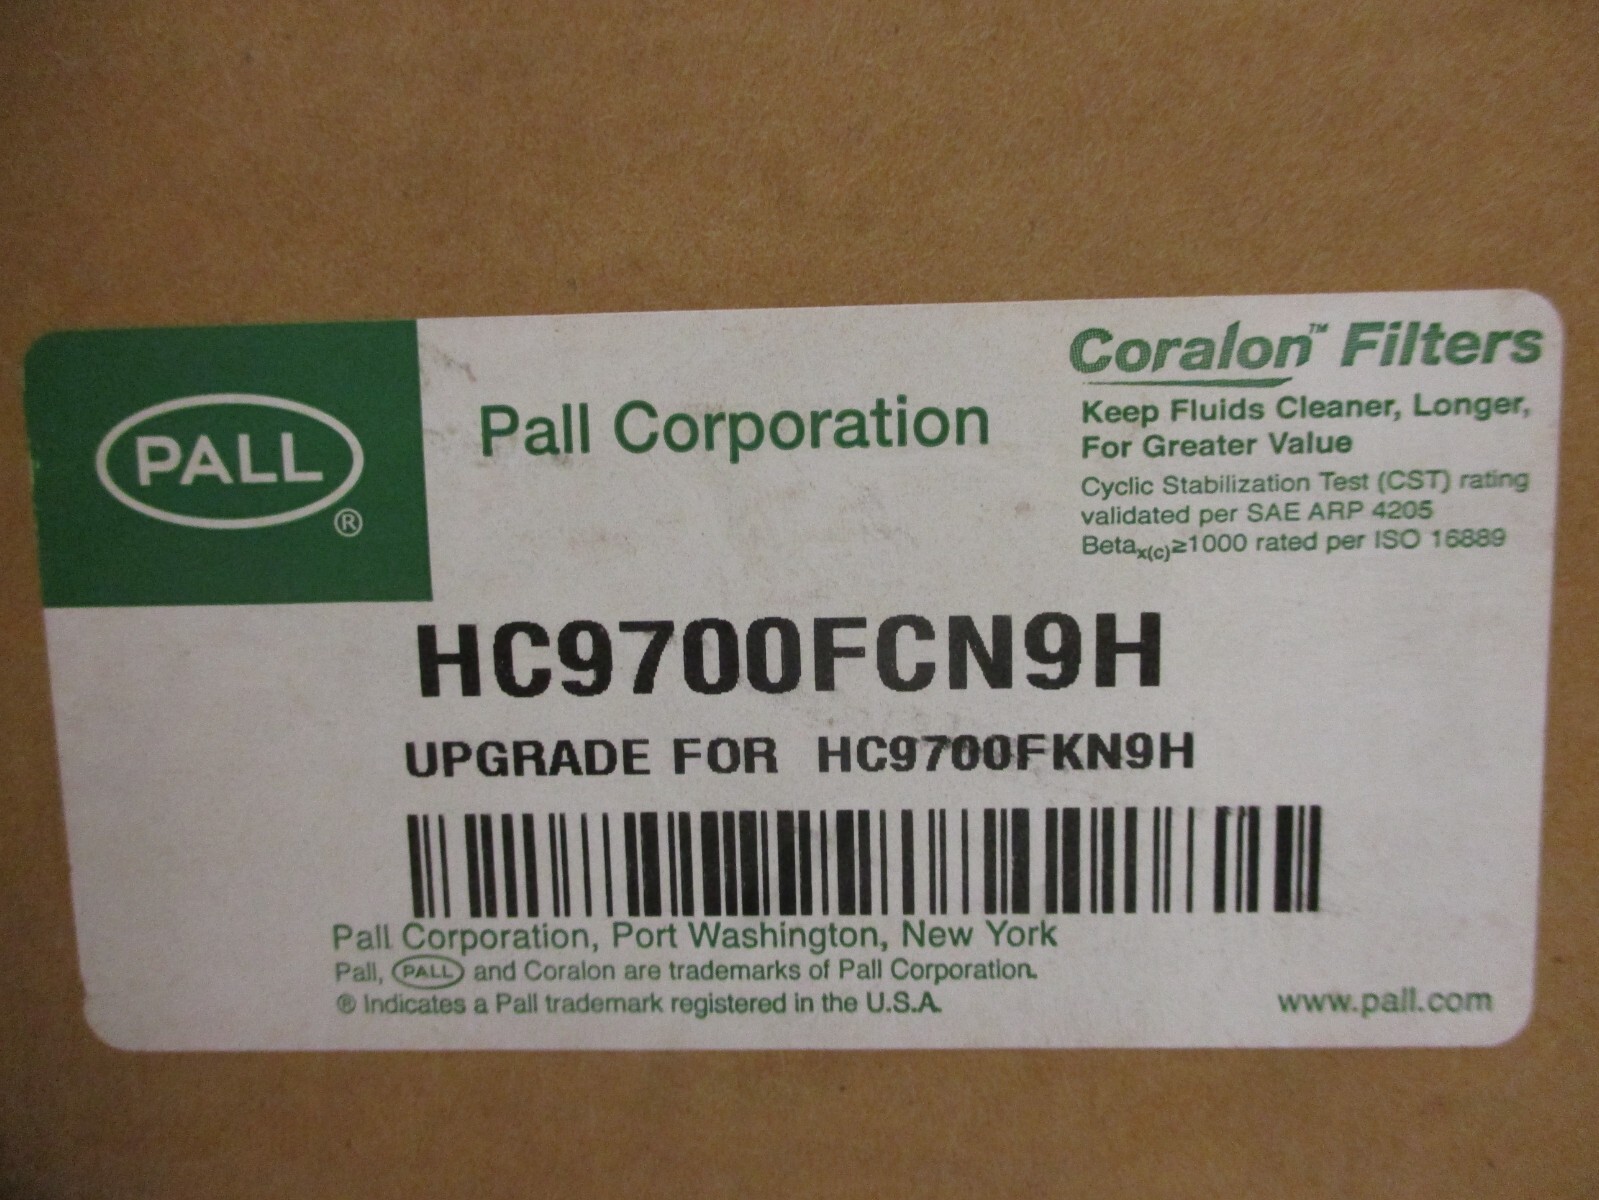 PALL
®
Pall Corporation
Coralon™ Filters
Keep Fluids Cleaner, Longer,
For Greater Value
Cyclic Stabilization Test (CST) rating
validated per SAE ARP 4205
Betax(c)≥1000 rated per ISO 16889
HC9700FCN9H
UPGRADE FOR HC9700FKN9H
Pall Corporation, Port Washington, New York
Pall, PALL and Coralon are trademarks of Pall Corporation.
® Indicates a Pall trademark registered in the U.S.A.
www.pall.com